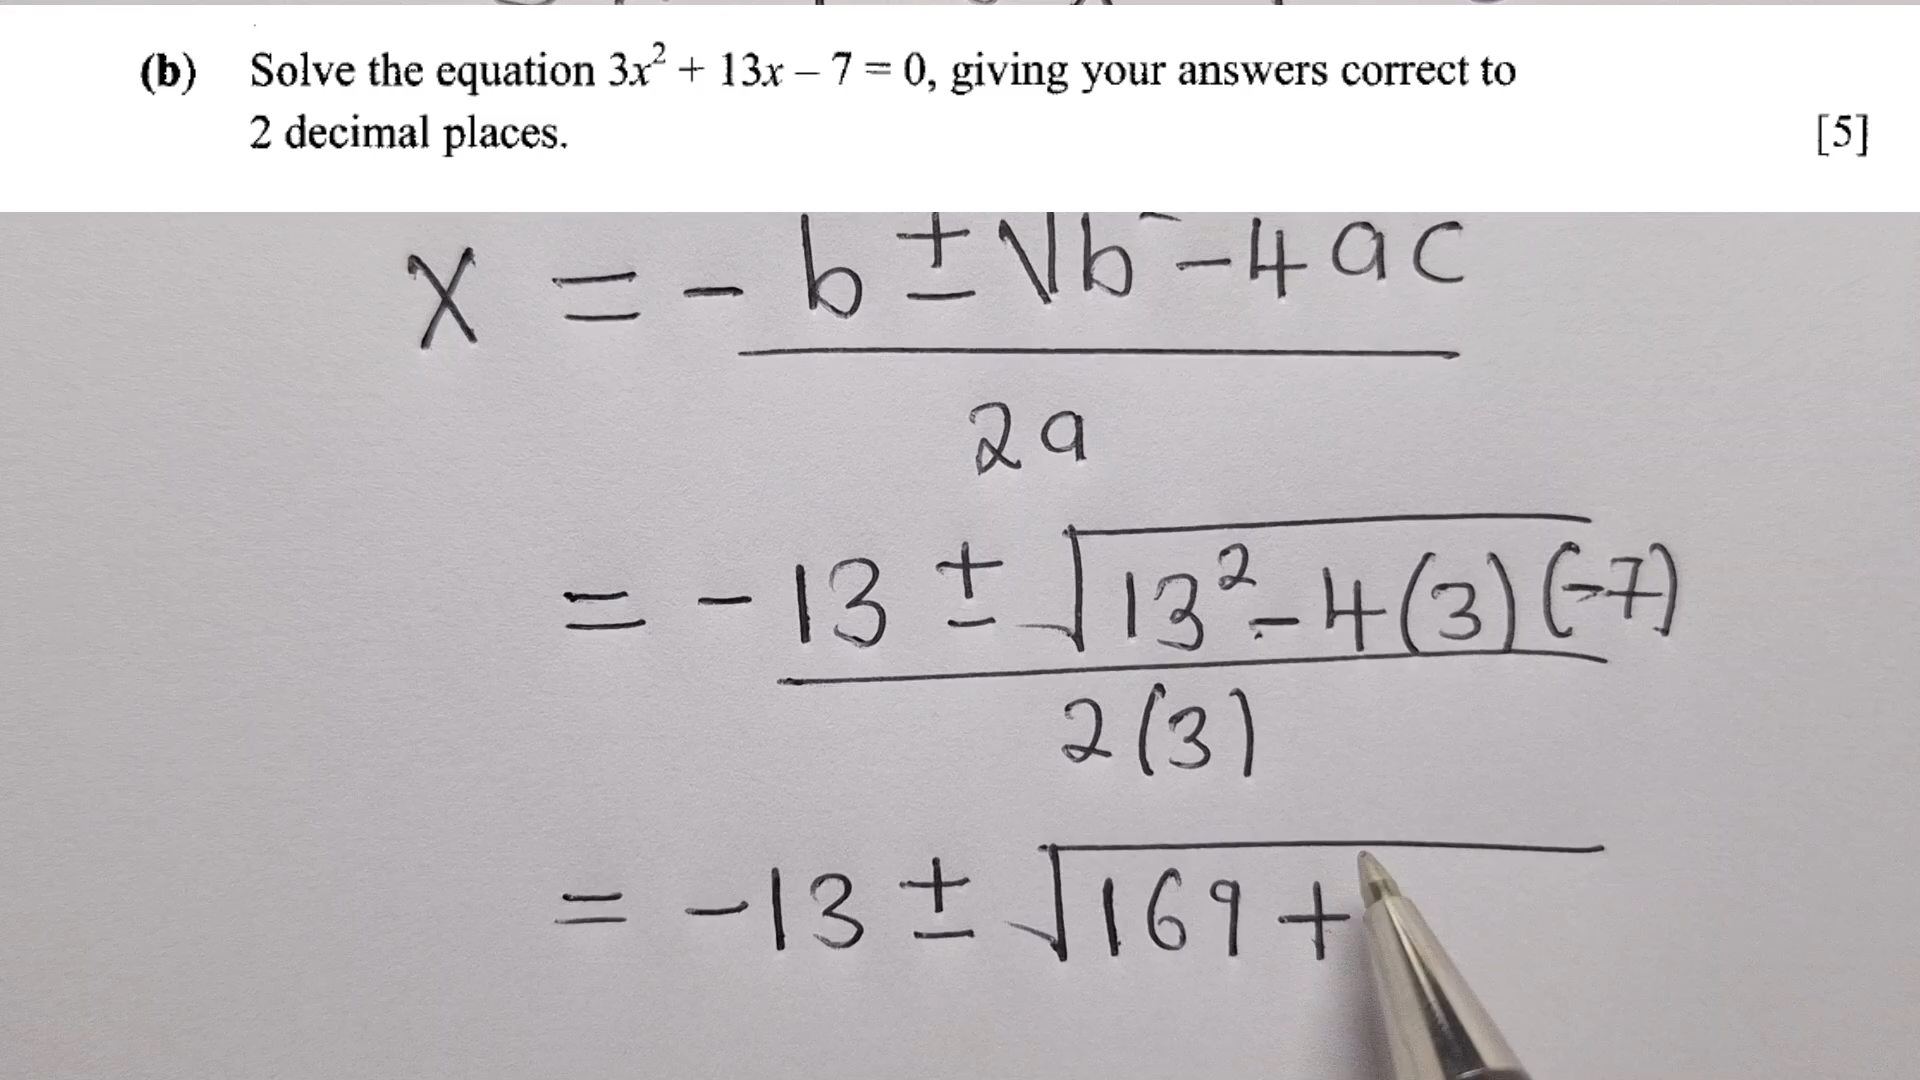 (b) Solve the equation 3x² + 13x – 7 = 0, giving your answers correct to
2 decimal places. [5]
x = - b ± √b - 4ac
2a
= - 13 ± √13² - 4(3)(-7)
2(3)
= -13 ± √169 +